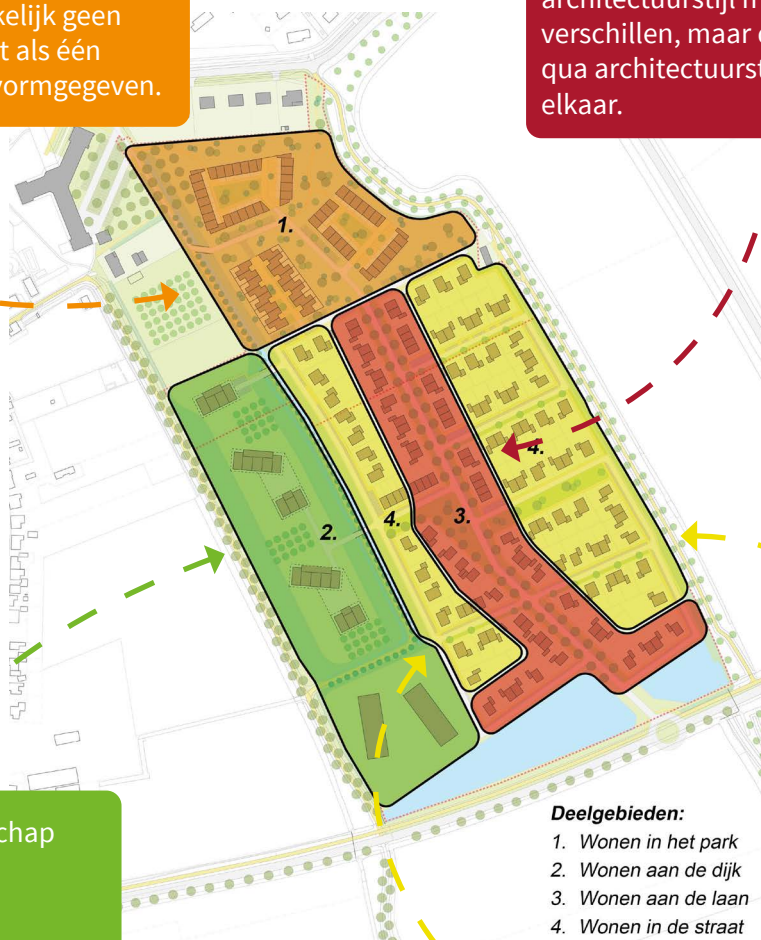 kelijk geen
t als één
vormgegeven.
architectuurstijl
verschillen, maar
qua
elkaar.
1.
2.
4.
3.
4.
chap
Deelgebieden:
1. Wonen in het park
2. Wonen aan de dijk
3. Wonen aan de laan
4. Wonen in de straat